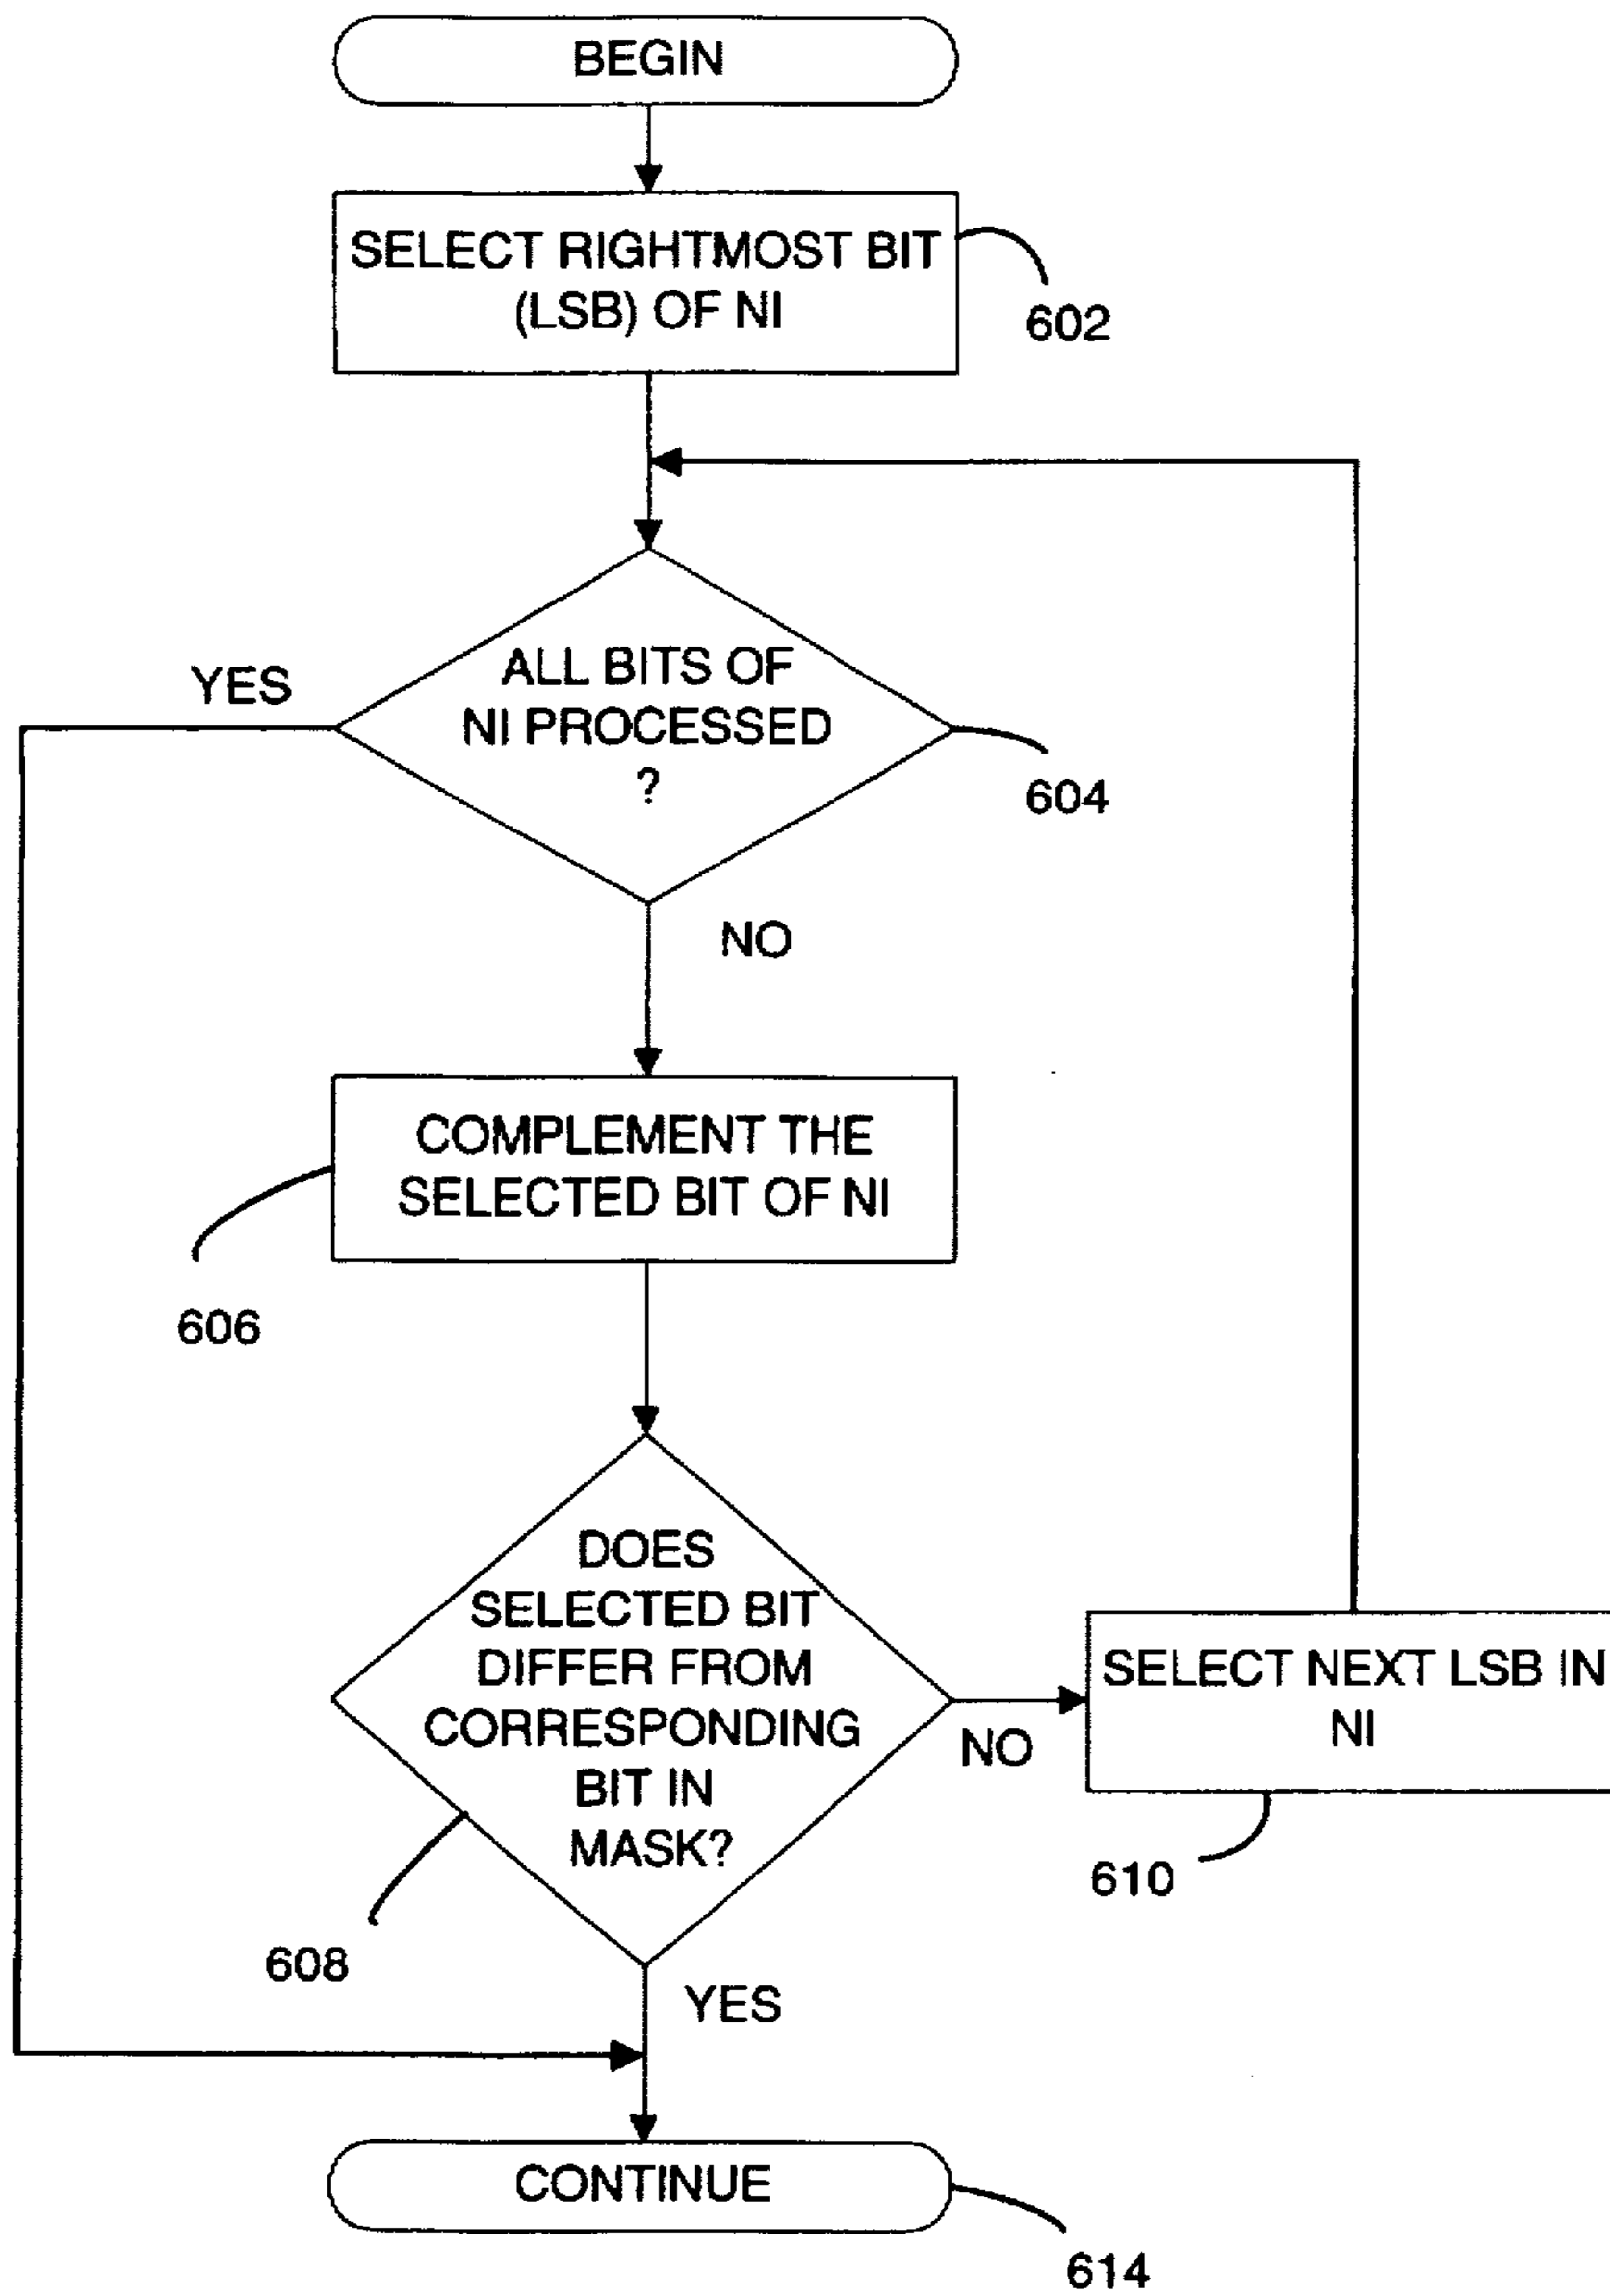 BEGIN
SELECT RIGHTMOST BIT
(LSB) OF NI
602
YES
ALL BITS OF
NI PROCESSED
?
604
NO
COMPLEMENT THE
SELECTED BIT OF NI
606
DOES
SELECTED BIT
DIFFER FROM
CORRESPONDING
BIT IN
MASK?
NO
SELECT NEXT LSB IN
NI
610
608
YES
CONTINUE
614